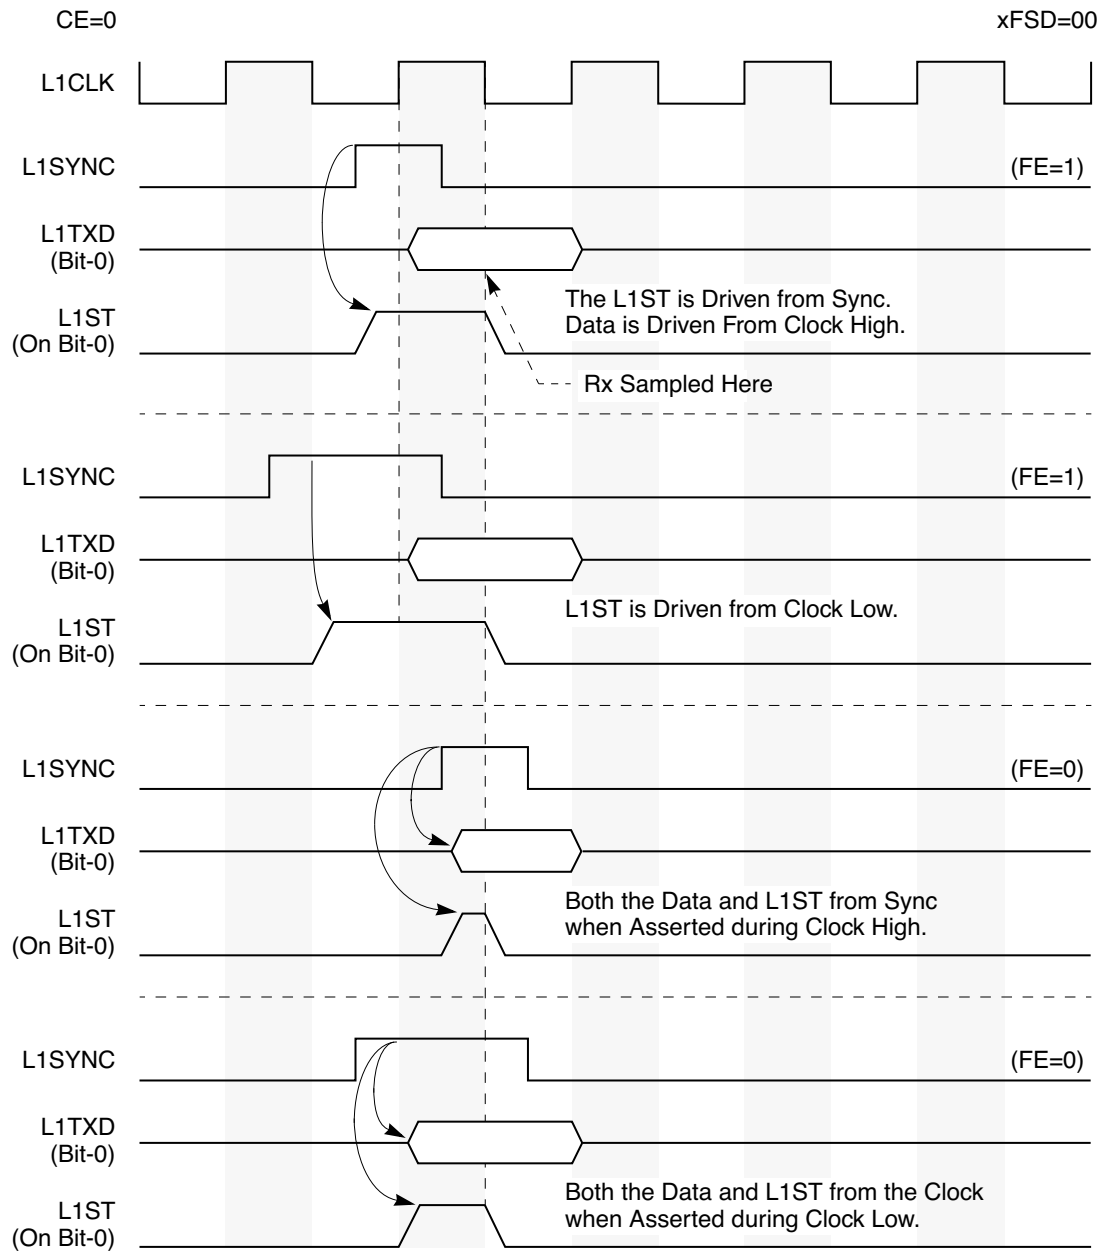 CE=0
xFSD=00
L1CLK
L1SYNC
(FE=1)
L1TXD
(Bit-0)
The L1ST is Driven from Sync.
Data is Driven From Clock High.
L1ST
(On Bit-0)
Rx Sampled Here
L1SYNC
(FE=1)
L1TXD
(Bit-0)
L1ST is Driven from Clock Low.
L1ST
(On Bit-0)
L1SYNC
(FE=0)
L1TXD
(Bit-0)
Both the Data and L1ST from Sync
when Asserted during Clock High.
L1ST
(On Bit-0)
L1SYNC
(FE=0)
L1TXD
(Bit-0)
Both the Data and L1ST from the Clock
when Asserted during Clock Low.
L1ST
(On Bit-0)